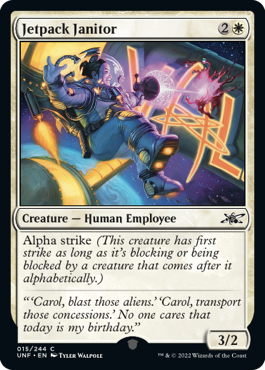 Jetpack Janitor 2
Creature — Human Employee
Alpha strike (This creature has first
strike as long as it's blocking or being
blocked by a creature that comes after it
alphabetically.)
“‘Carol, blast those aliens.’ ‘Carol, transport
those concessions.’ No one cares that
today is my birthday.”
3/2
015/244 C
UNF • EN Tyler Walpole
™ & © 2022 Wizards of the Coast